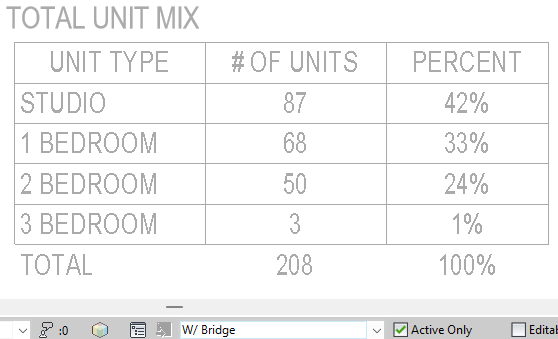 TOTAL UNIT MIX
UNIT TYPE # OF UNITS PERCENT
STUDIO 87 42%
1 BEDROOM 68 33%
2 BEDROOM 50 24%
3 BEDROOM 3 1%
TOTAL 208 100%
:0 W/ Bridge Active Only